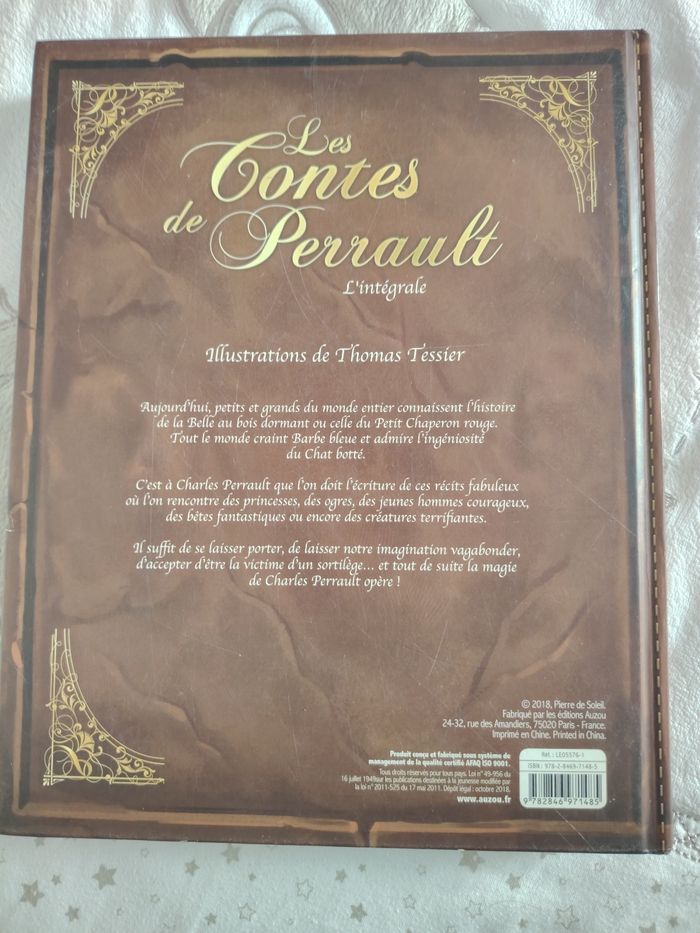 Les
Contes
de Perrault
L'intégrale
Illustrations de Thomas Tessier
Aujourd'hui, petits et grands du monde entier connaissent l'histoire
de la Belle au bois dormant ou celle du Petit Chaperon rouge.
Tout le monde craint Barbe bleue et admire l'ingéniosité
du Chat botté.
C'est à Charles Perrault que l'on doit l'écriture de ces récits fabuleux
où l'on rencontre des princesses, des ogres, des jeunes hommes courageux,
des bêtes fantastiques ou encore des créatures terrifiantes.
Il suffit de se laisser porter, de laisser notre imagination vagabonder,
d'accepter d'être la victime d'un sortilège... et tout de suite la magie
de Charles Perrault opère !
© 2018, Pierre de Soleil.
Fabriqué par les éditions Auzou
24-32, rue des Amandiers, 75020 Paris - France.
Imprimé en Chine. Printed in China.
Produit conçu et fabriqué sous système de
management de la qualité certifié AFAQ ISO 9001.
Tous droits réservés pour tous pays. Loi n° 49-956 du
16 juillet 1949sur les publications destinées à la jeunesse modifiée par
la loi n° 2011-525 du 17 mai 2011. Dépôt légal : octobre 2018.
www.auzou.fr
Réf. : LE05576-1
ISBN : 978-2-8469-7148-5
9 782846 971485